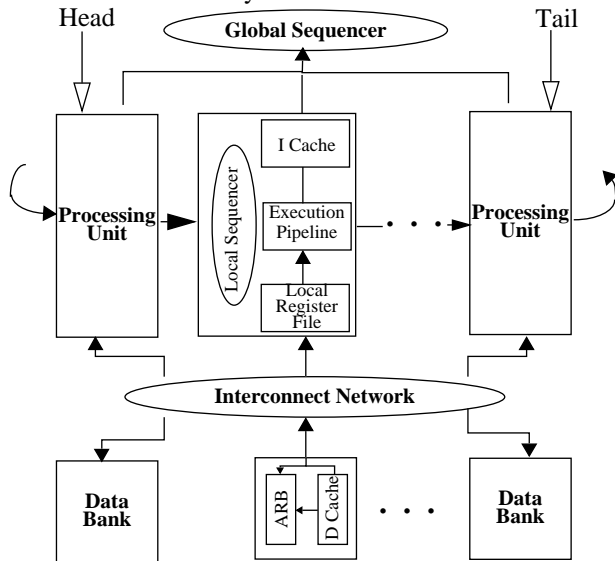 Head
Tail
Global Sequencer
I Cache
Local Sequencer
Execution
Pipeline
Processing
Unit
Processing
Unit
Local
Register
File
Interconnect Network
Data
Bank
ARB
D Cache
Data
Bank